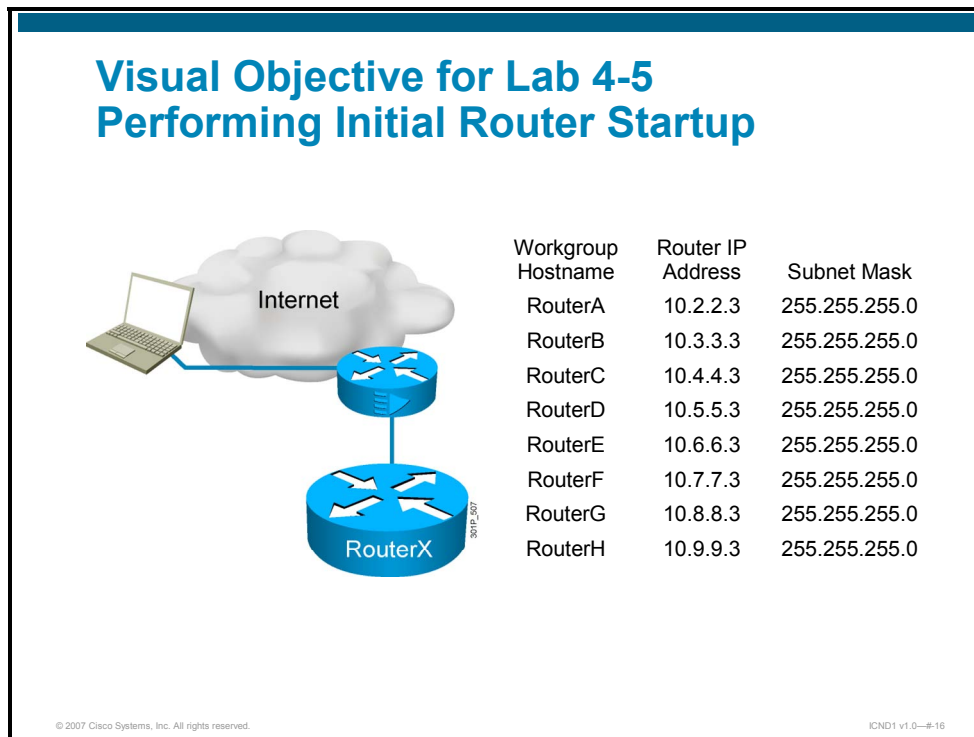 Visual Objective for Lab 4-5
Performing Initial Router Startup
Internet
RouterX
301P_507
Workgroup Hostname Router IP Address Subnet Mask
RouterA 10.2.2.3 255.255.255.0
RouterB 10.3.3.3 255.255.255.0
RouterC 10.4.4.3 255.255.255.0
RouterD 10.5.5.3 255.255.255.0
RouterE 10.6.6.3 255.255.255.0
RouterF 10.7.7.3 255.255.255.0
RouterG 10.8.8.3 255.255.255.0
RouterH 10.9.9.3 255.255.255.0
© 2007 Cisco Systems, Inc. All rights reserved.
ICND1 v1.0—#-16